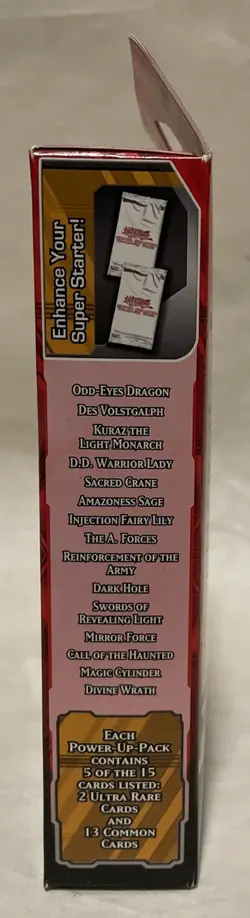 Enhance Your
Super Starter!
Odd-Eyes Dragon
Des Volstgalph
Kuraz the
Light Monarch
D.D. Warrior Lady
Sacred Crane
Amazoness Sage
Injection Fairy Lily
The A. Forces
Reinforcement of the
Army
Dark Hole
Swords of
Revealing Light
Mirror Force
Call of the Haunted
Magic Cylinder
Divine Wrath
Each
Power-Up-Pack
contains
5 of the 15
cards listed:
2 Ultra Rare
Cards
and
13 Common
Cards